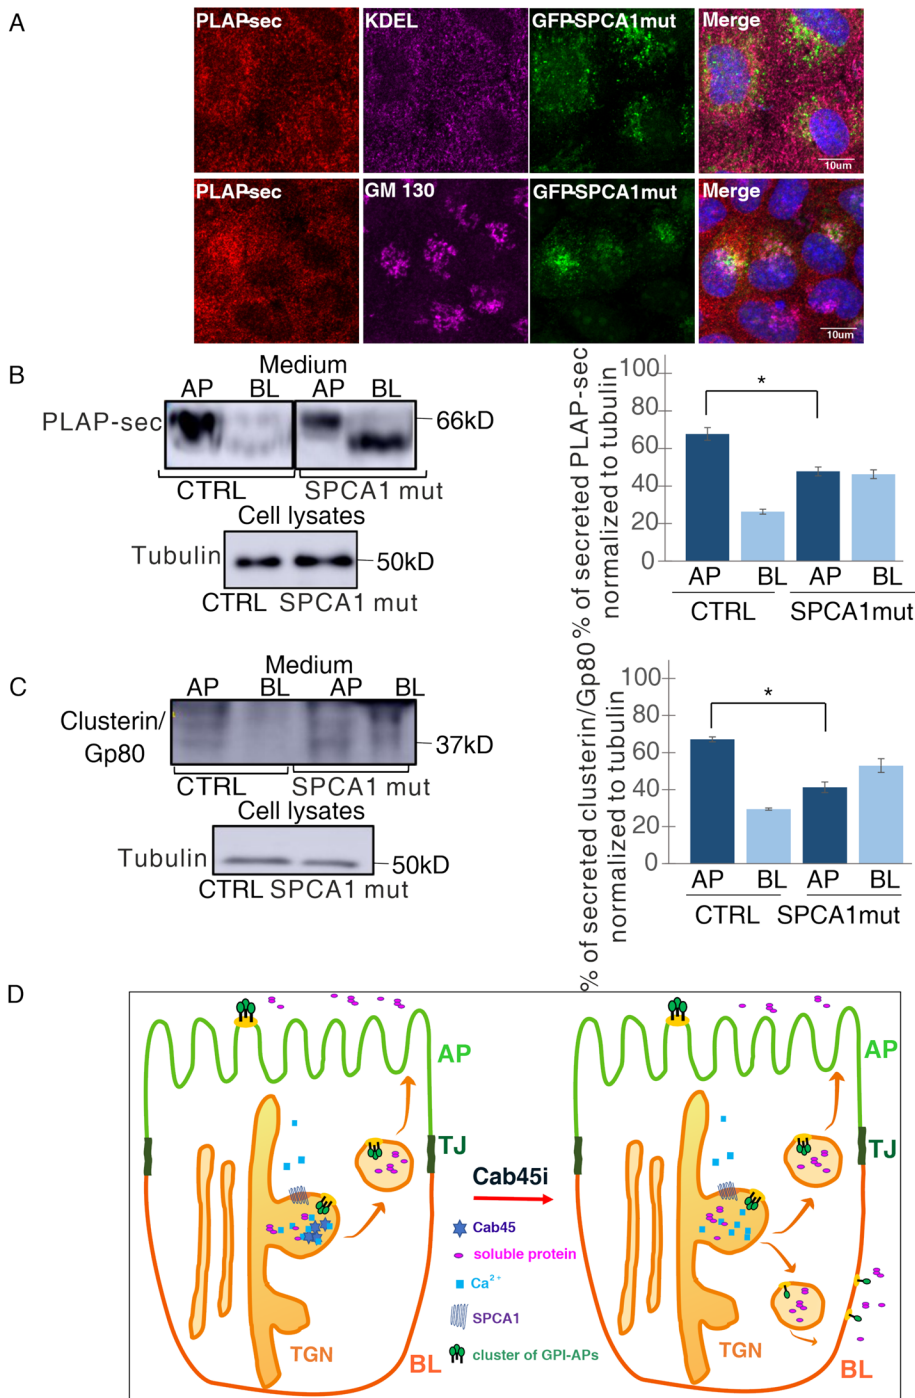 A
PLAP-sec
KDEL
GFP-SPCA1mut
Merge
10um
PLAP-sec
GM 130
GFP-SPCA1mut
Merge
10um
B
Medium
AP BL AP BL
PLAP-sec
66kD
CTRL SPCA1 mut
Cell lysates
Tubulin
50kD
CTRL SPCA1 mut
% of secreted PLAP-sec
normalized to tubulin
100
80
60
40
20
0
*
AP BL AP BL
CTRL SPCA1mut
C
Medium
AP BL AP BL
Clusterin/
Gp80
37kD
CTRL SPCA1 mut
Cell lysates
Tubulin
50kD
CTRL SPCA1 mut
% of secreted clusterin/Gp80
normalized to tubulin
100
80
60
40
20
0
*
AP BL AP BL
CTRL SPCA1mut
D
AP
TJ
TGN
BL
Cab45i
Cab45
soluble protein
Ca2+
SPCA1
cluster of GPI-APs
AP
TJ
TGN
BL